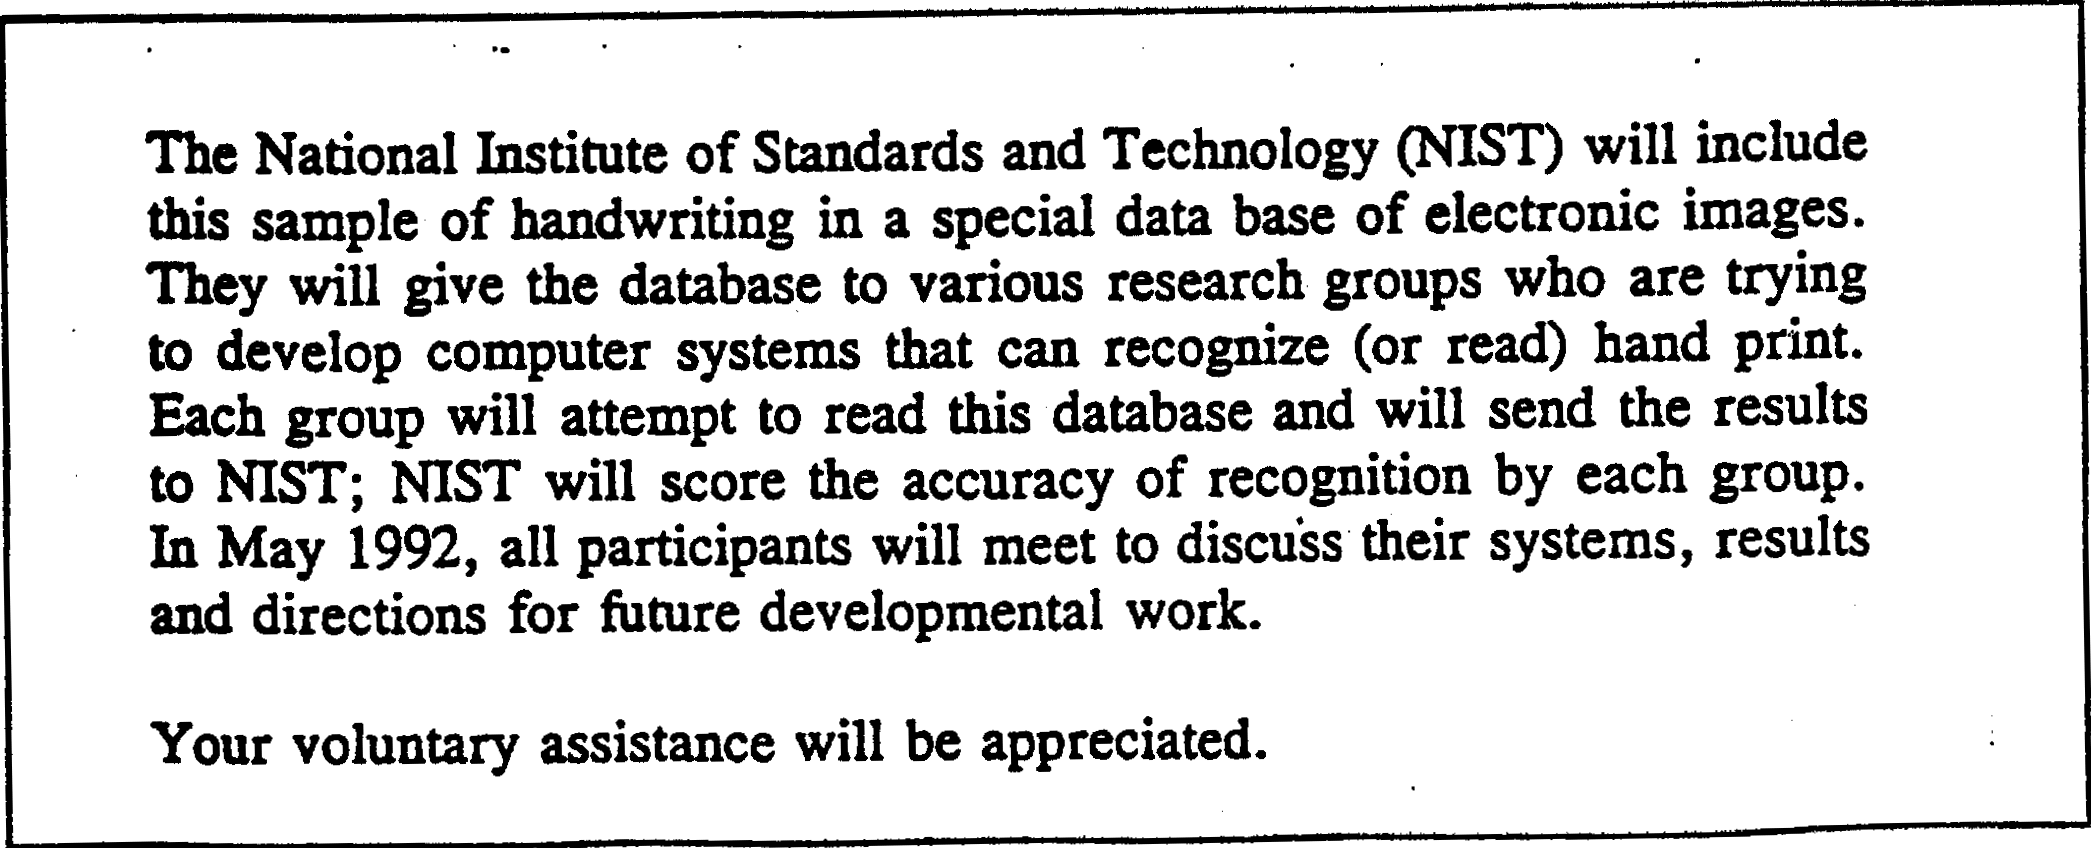 The National Institute of Standards and Technology (NIST) will include
this sample of handwriting in a special data base of electronic images.
They will give the database to various research groups who are trying
to develop computer systems that can recognize (or read) hand print.
Each group will attempt to read this database and will send the results
to NIST; NIST will score the accuracy of recognition by each group.
In May 1992, all participants will meet to discuss their systems, results
and directions for future developmental work.
Your voluntary assistance will be appreciated.